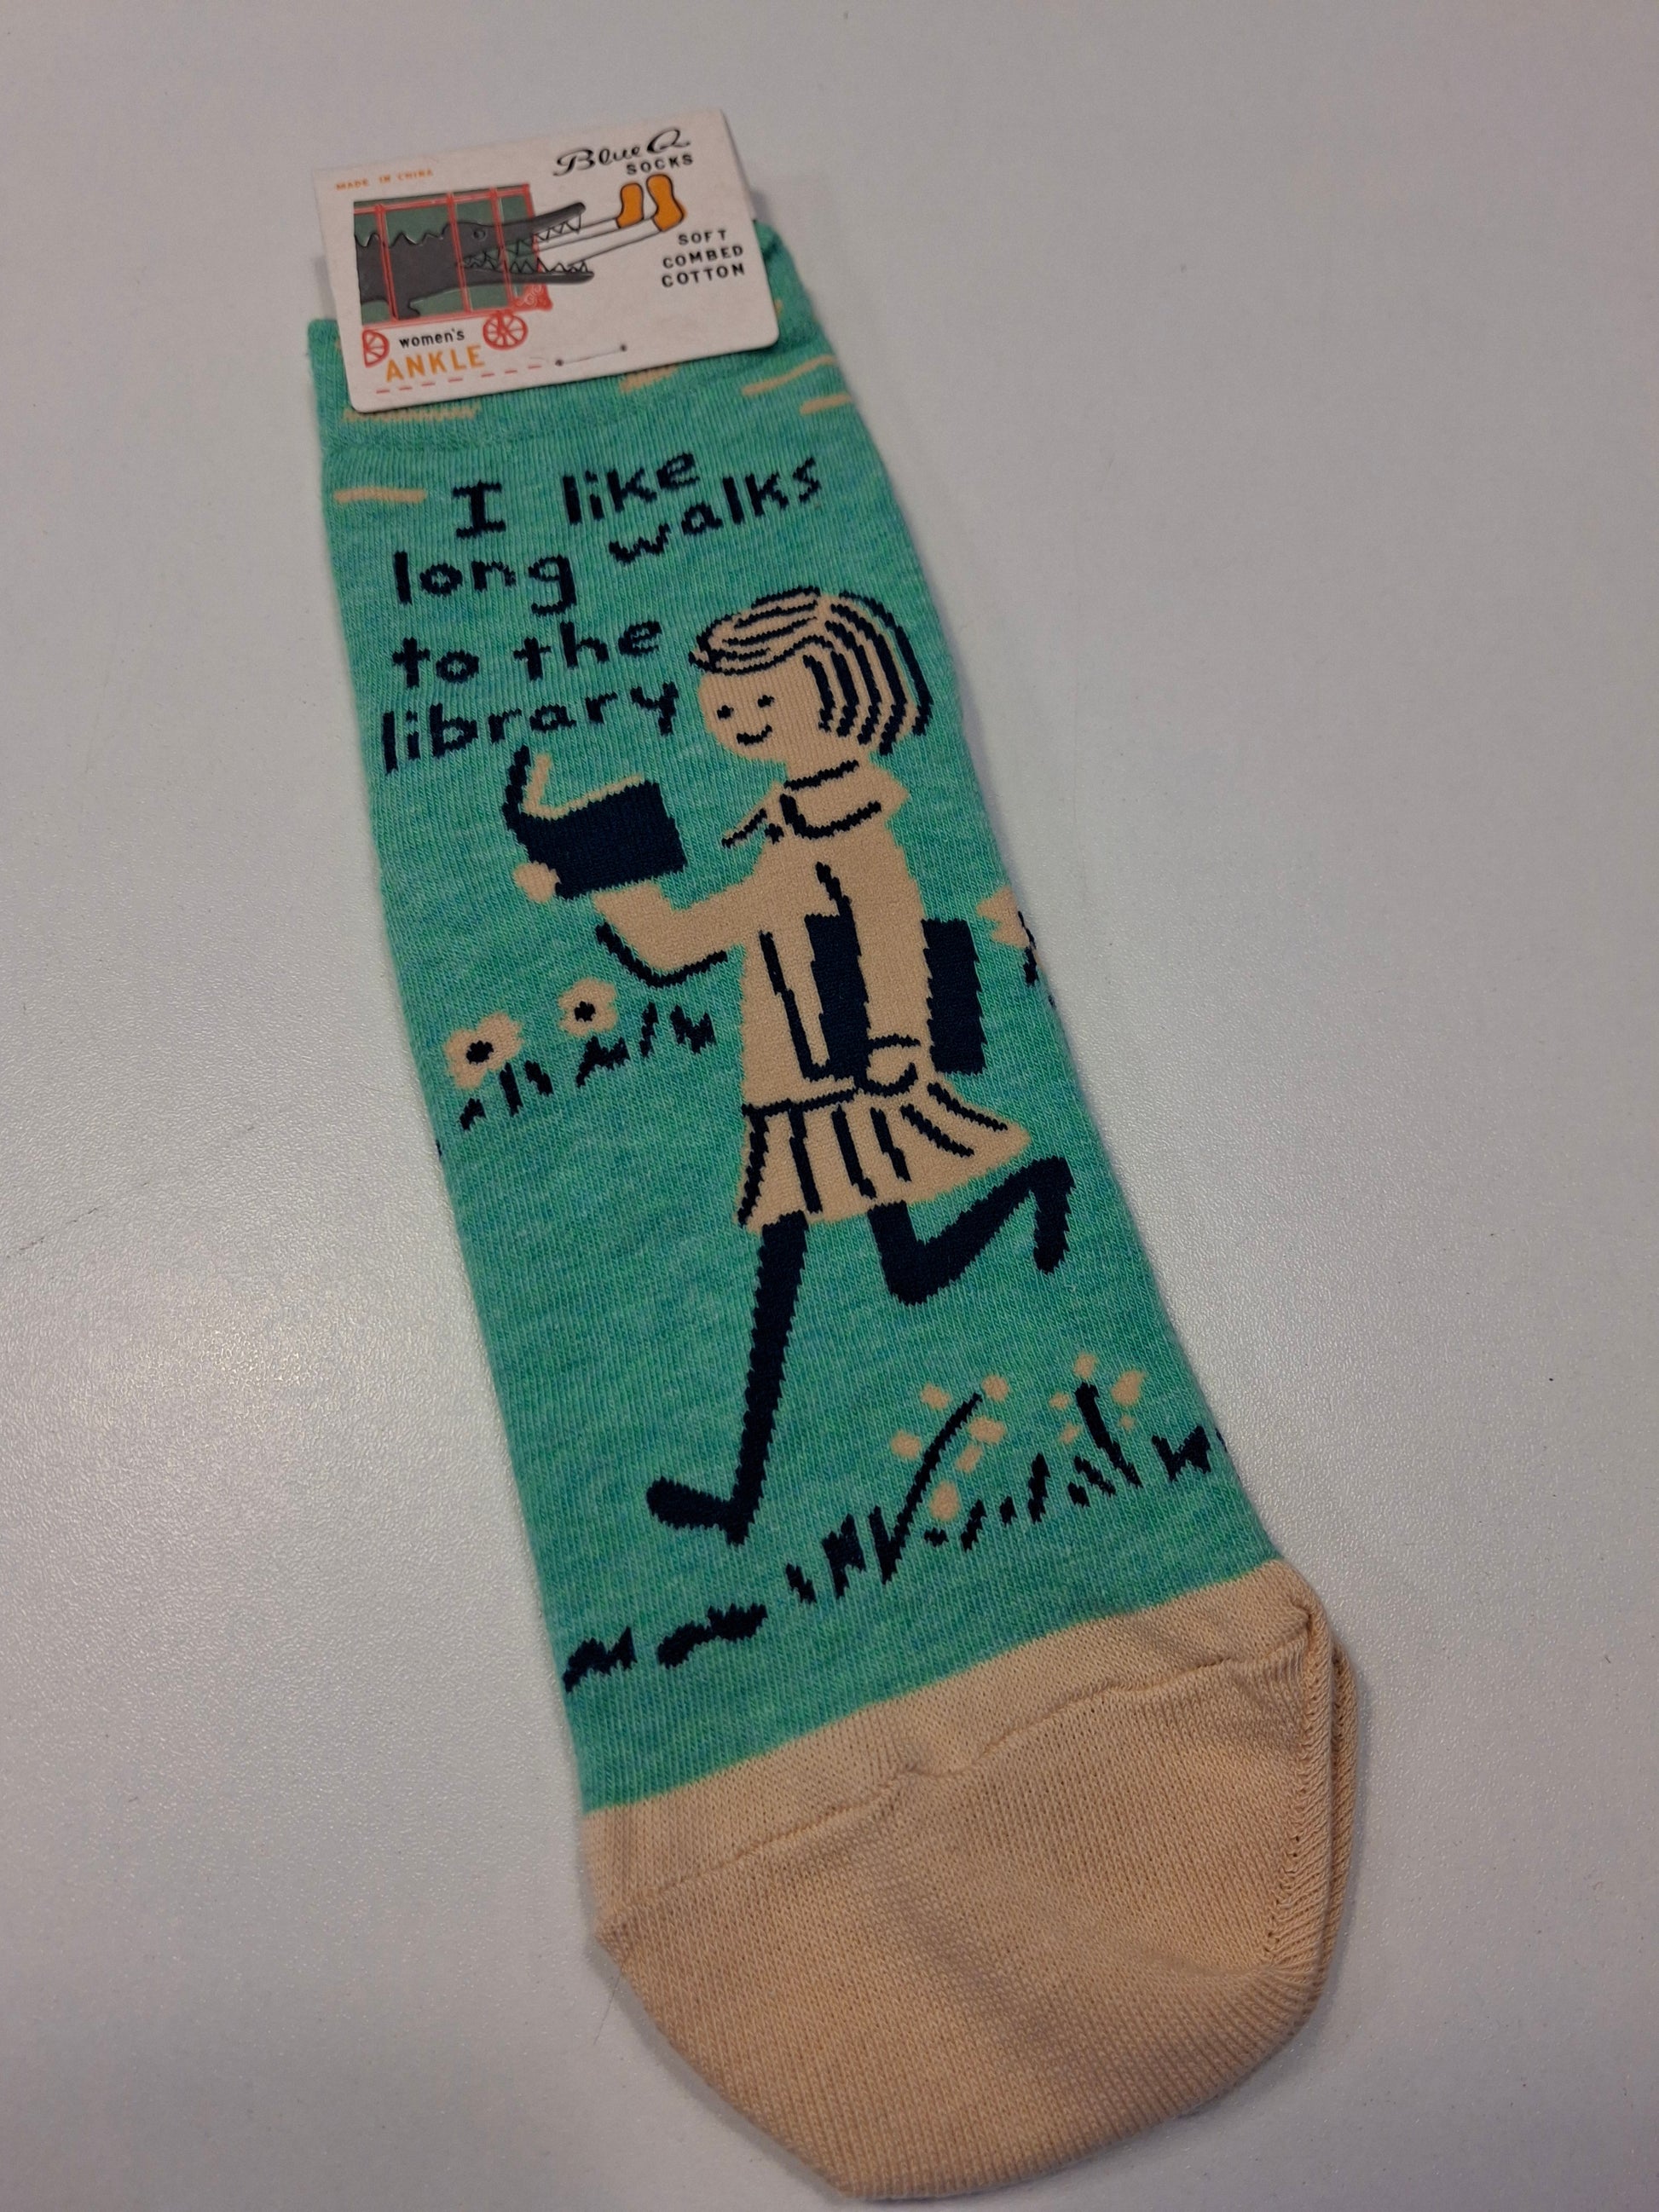 MADE IN CHINA
Blue Q
SOCKS
SOFT
COMBED
COTTON
women's
ANKLE
I like
long walks
to the
library